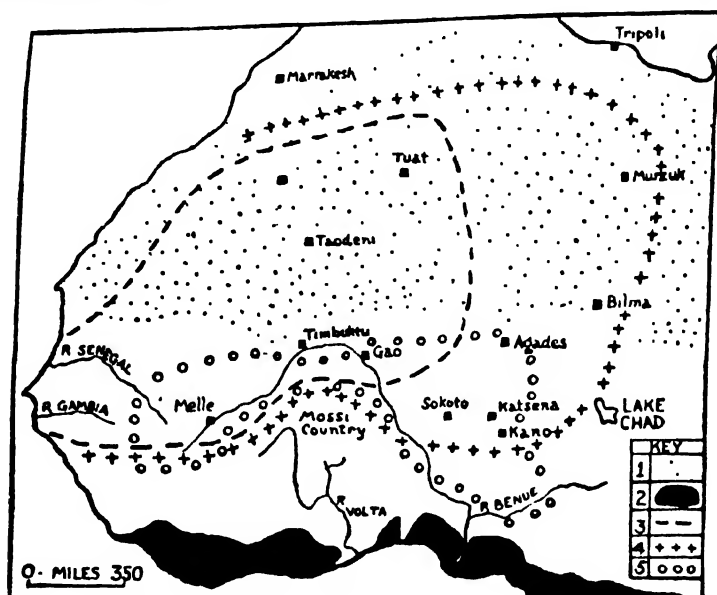 Tripoli
Marrakesh
Tuat
Murzuk
Taodeni
Bilma
Timbuktu
Gao
Agades
R SENEGAL
R GAMBIA
Melle
Mossi
Country
Sokoto
Katsena
Kano
LAKE
CHAD
R BENUE
R
VOLTA
KEY
1
2
3
4
5
0 - MILES 350